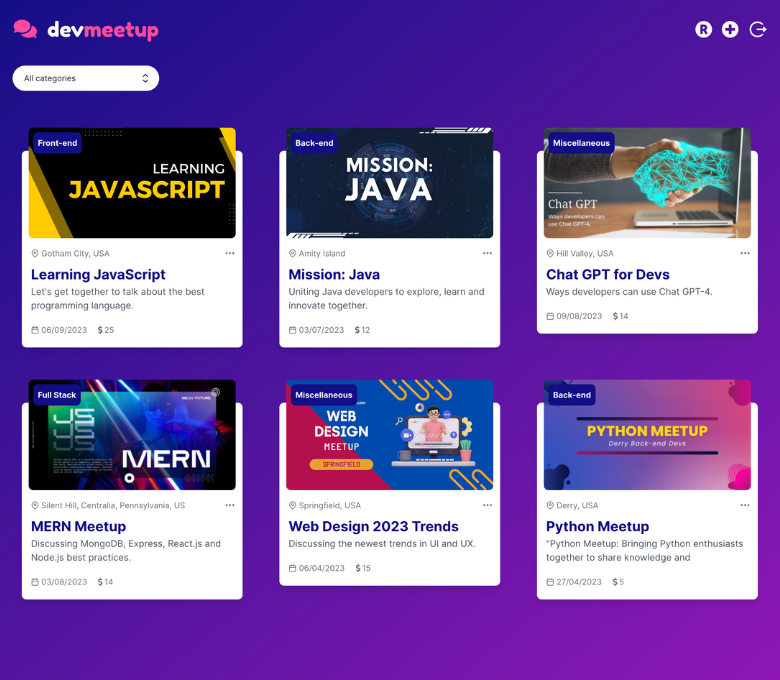 devmeetup
R
All categories
Front-end
LEARNING
JAVASCRIPT
Gotham City, USA
Learning JavaScript
Let's get together to talk about the best
programming language.
06/09/2023 $ 25
Back-end
MISSION:
JAVA
Amity Island
Mission: Java
Uniting Java developers to explore, learn and
innovate together.
03/07/2023 $ 12
Miscellaneous
Chat GPT
Ways developers can
use Chat GPT-4.
Hill Valley, USA
Chat GPT for Devs
Ways developers can use Chat GPT-4.
09/08/2023 $ 14
Full Stack
JS
JS
JS
MERN
Silent Hill, Centralia, Pennsylvania, US
MERN Meetup
Discussing MongoDB, Express, React.js and
Node.js best practices.
03/08/2023 $ 14
Miscellaneous
WEB
DESIGN
MEETUP
SPRINGFIELD
Springfield, USA
Web Design 2023 Trends
Discussing the newest trends in UI and UX.
06/04/2023 $ 15
Back-end
PYTHON MEETUP
Derry Back-end Devs
Derry, USA
Python Meetup
"Python Meetup: Bringing Python enthusiasts
together to share knowledge and
27/04/2023 $ 5